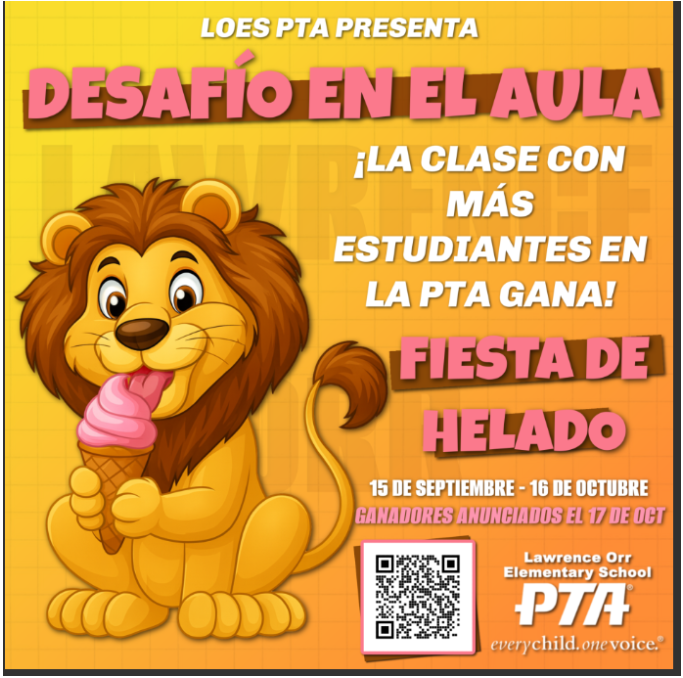 LOES PTA PRESENTA
DESAFÍO EN EL AULA
LAWRENCE
ORR
¡LA CLASE CON
MÁS
ESTUDIANTES EN
LA PTA GANA!
FIESTA DE
HELADO
15 DE SEPTIEMBRE - 16 DE OCTUBRE
GANADORES ANUNCIADOS EL 17 DE OCT
Lawrence Orr
Elementary School
PTA®
everychild.onevoice.®